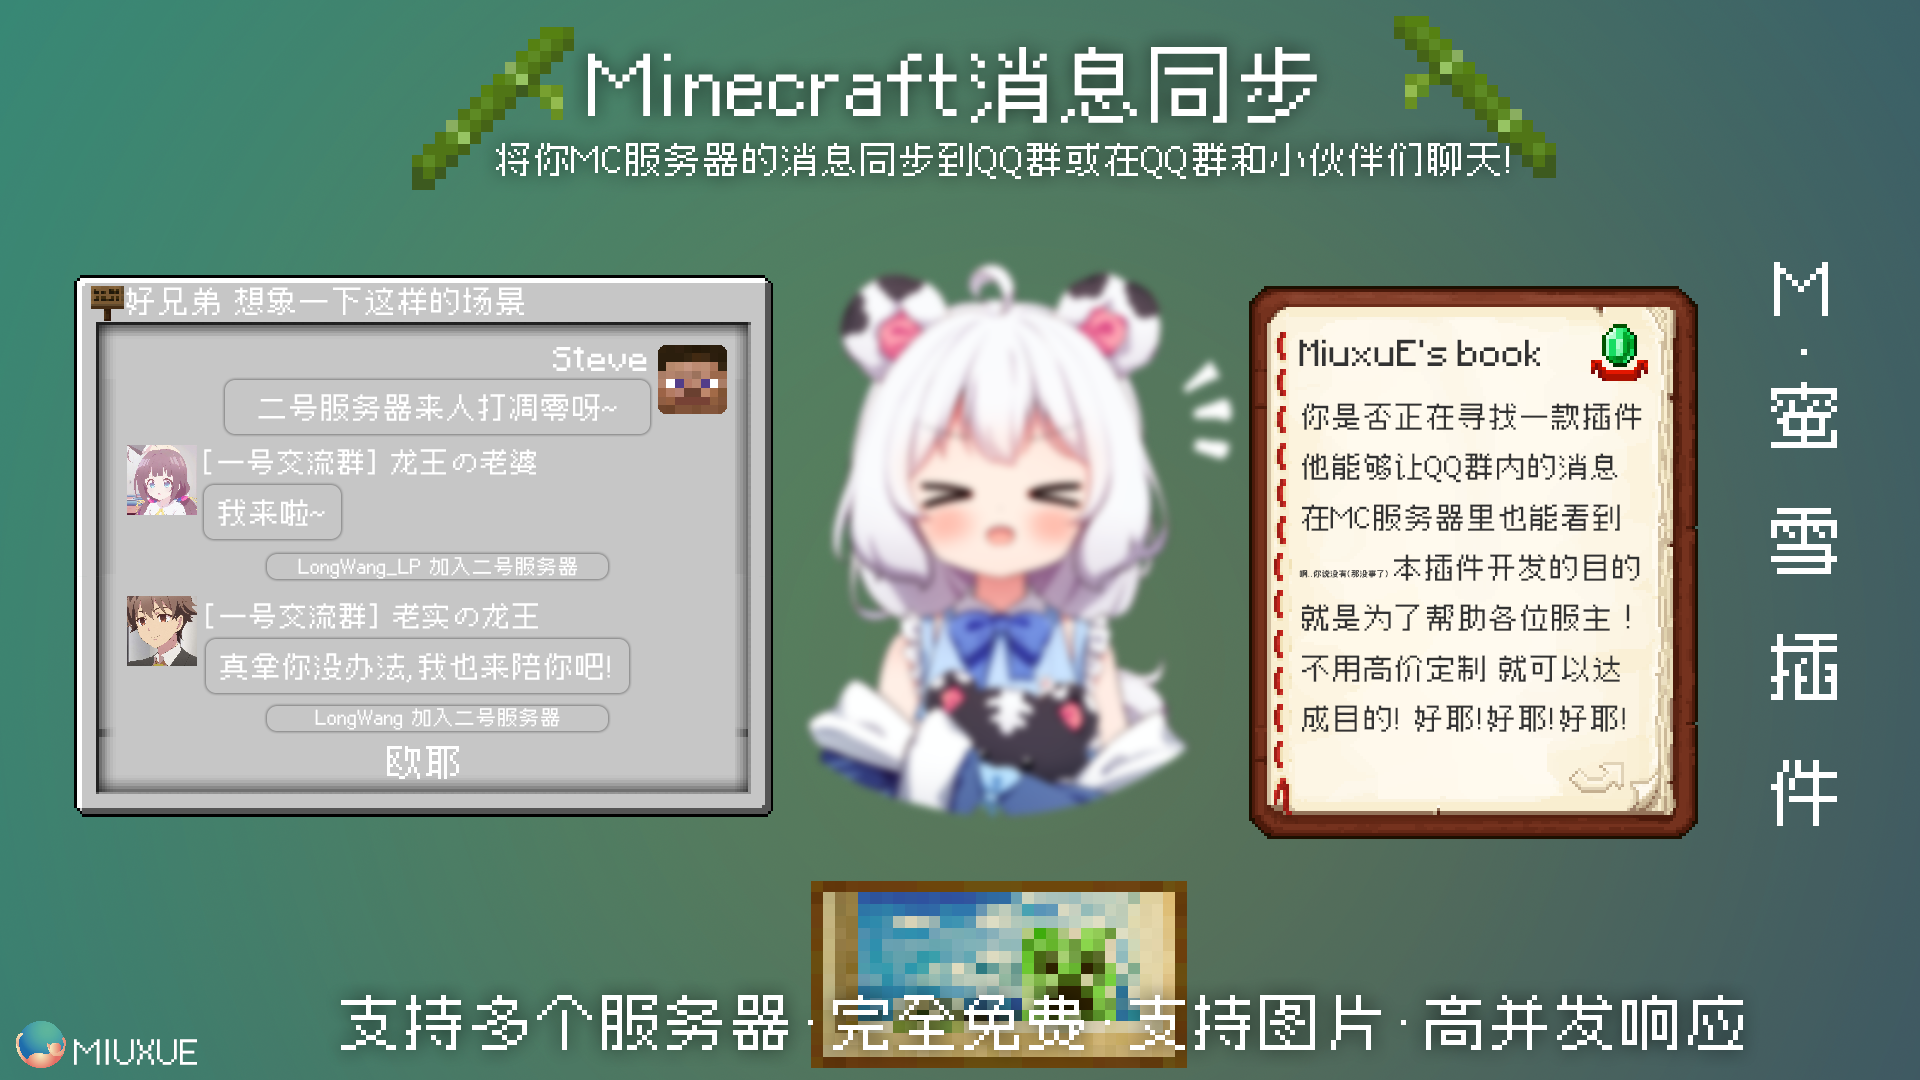 Minecraft消息同步
将你MC服务器的消息同步到QQ群或在QQ群和小伙伴们聊天!
好兄弟 想象一下这样的场景
Steve
二号服务器来人打凋零呀~
[一号交流群] 龙王の老婆
我来啦~
LongWang_LP 加入二号服务器
[一号交流群] 老实の龙王
真拿你没办法,我也来陪你吧!
LongWang 加入二号服务器
欧耶
MiuxuE's book
你是否正在寻找一款插件
他能够让QQ群内的消息
在MC服务器里也能看到
啊..你说没有(那没事了) 本插件开发的目的
就是为了帮助各位服主！
不用高价定制 就可以达
成目的! 好耶!好耶!好耶!
M·蜜雪插件
支持多个服务器·完全免费·支持图片·高并发响应
MIUXUE